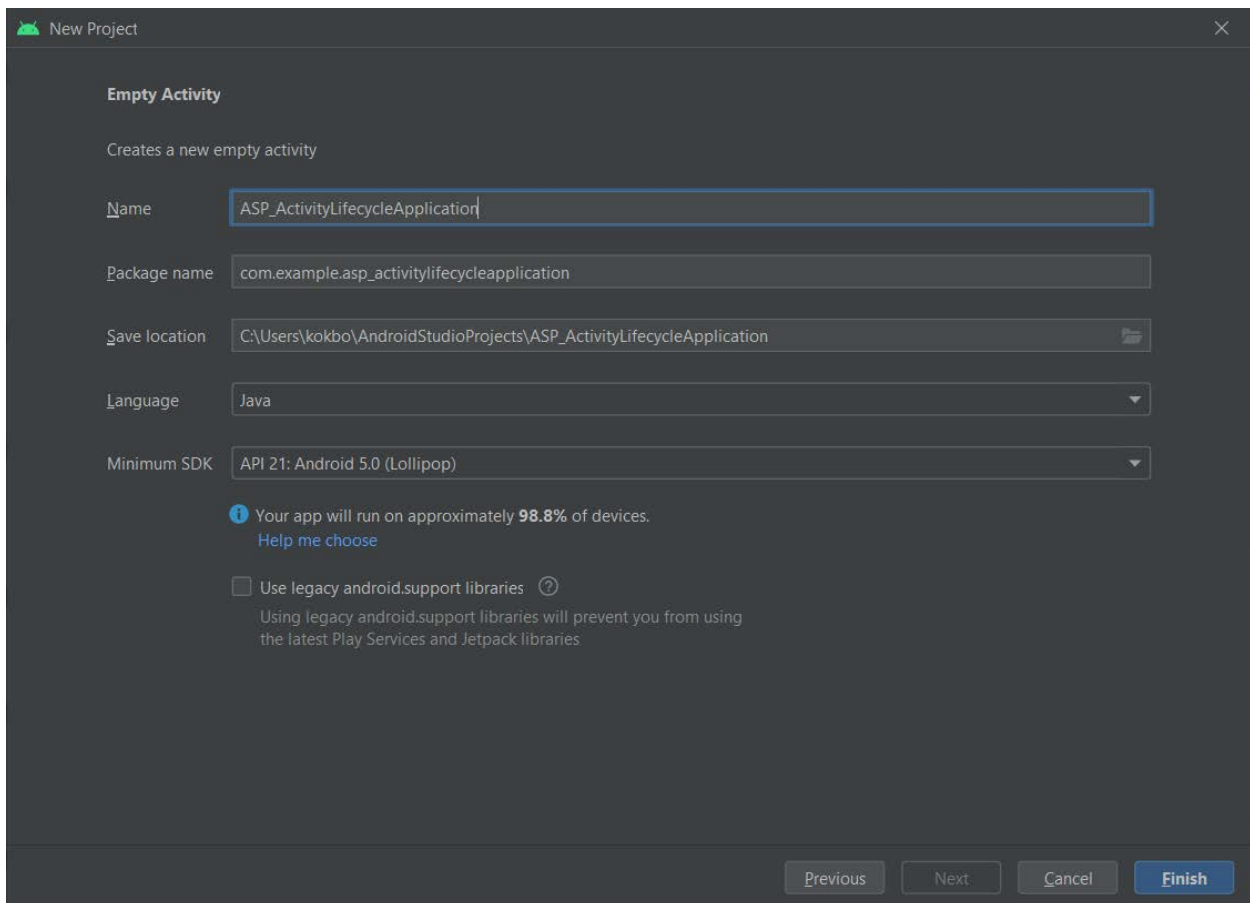 New Project
Empty Activity
Creates a new empty activity
Name ASP_ActivityLifecycleApplication
Package name com.example.asp_activitylifecycleapplication
Save location C:\Users\kokbo\AndroidStudioProjects\ASP_ActivityLifecycleApplication
Language Java
Minimum SDK API 21: Android 5.0 (Lollipop)
Your app will run on approximately 98.8% of devices.
Help me choose
Use legacy android.support libraries
Using legacy android.support libraries will prevent you from using
the latest Play Services and Jetpack libraries
Previous Next Cancel Finish